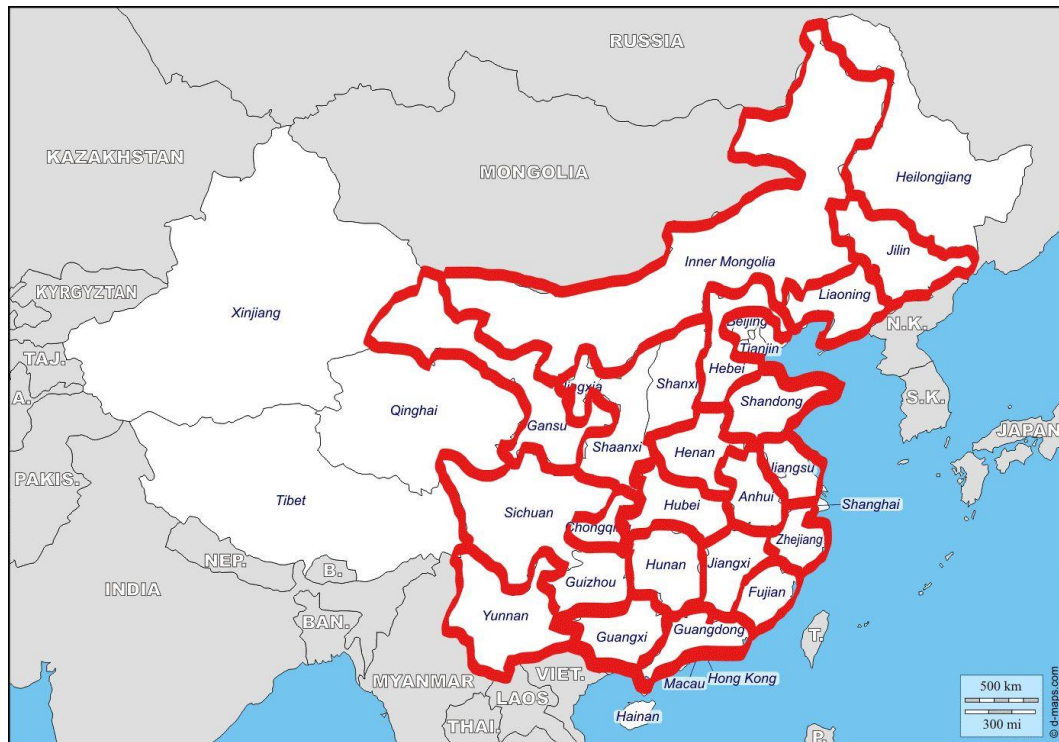 RUSSIA
KAZAKHSTAN
MONGOLIA
Heilongjiang
Jilin
Inner Mongolia
KYRGYZTAN
Liaoning
Xinjiang
Beijing
N.K.
TAJ.
Tianjin
Hebei
Shanxi
Ningxia
A.
S.K.
Shandong
Qinghai
Gansu
JAPAN
Shaanxi
Henan
Jiangsu
PAKIS.
Tibet
Anhui
Hubei
Shanghai
Sichuan
Chongqi
Zhejiang
NEP.
B.
Hunan
Jiangxi
Guizhou
INDIA
Fujian
BAN.
Yunnan
Guangdong
Guangxi
T.
VIET.
Hong Kong
MYANMAR
Macau
LAOS
500 km
Hainan
300 mi
THAI.
P.
© d-maps.com